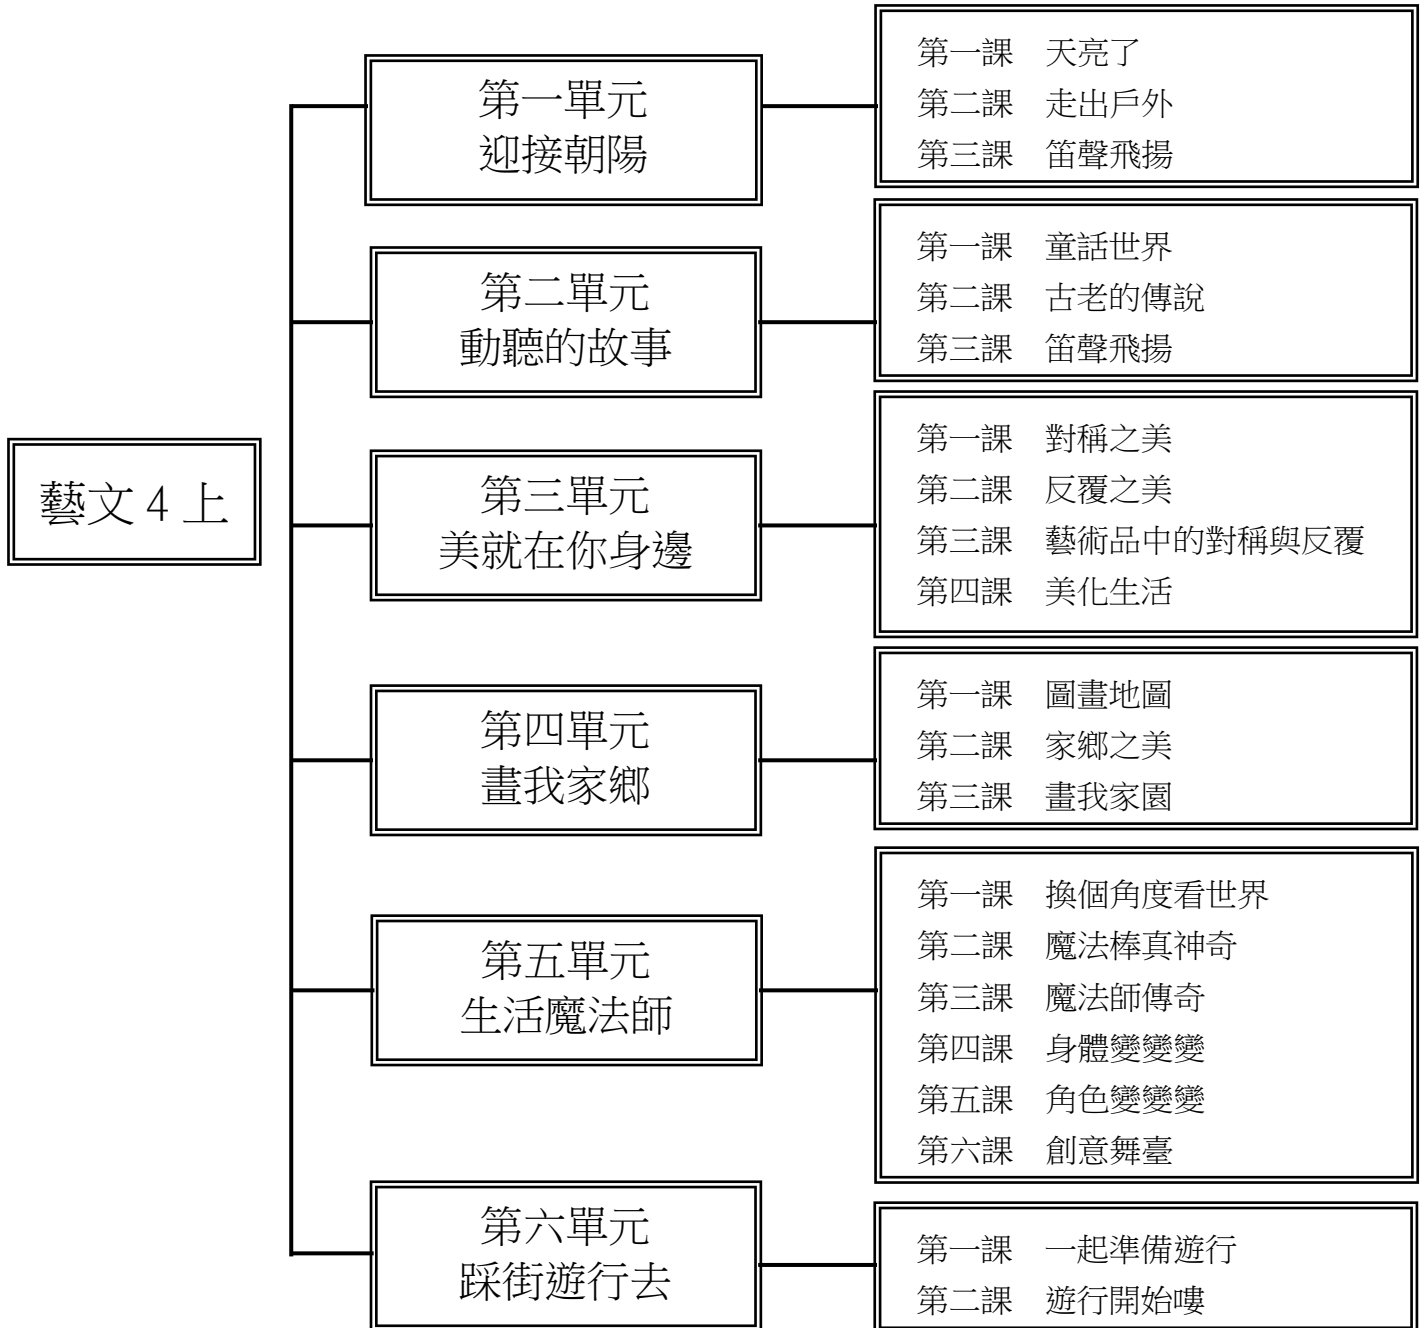 藝文 4 上
第一單元
迎接朝陽
第一課　天亮了
第二課　走出戶外
第三課　笛聲飛揚
第二單元
動聽的故事
第一課　童話世界
第二課　古老的傳說
第三課　笛聲飛揚
第三單元
美就在你身邊
第一課　對稱之美
第二課　反覆之美
第三課　藝術品中的對稱與反覆
第四課　美化生活
第四單元
畫我家鄉
第一課　圖畫地圖
第二課　家鄉之美
第三課　畫我家園
第五單元
生活魔法師
第一課　換個角度看世界
第二課　魔法棒真神奇
第三課　魔法師傳奇
第四課　身體變變變
第五課　角色變變變
第六課　創意舞臺
第六單元
踩街遊行去
第一課　一起準備遊行
第二課　遊行開始嘍